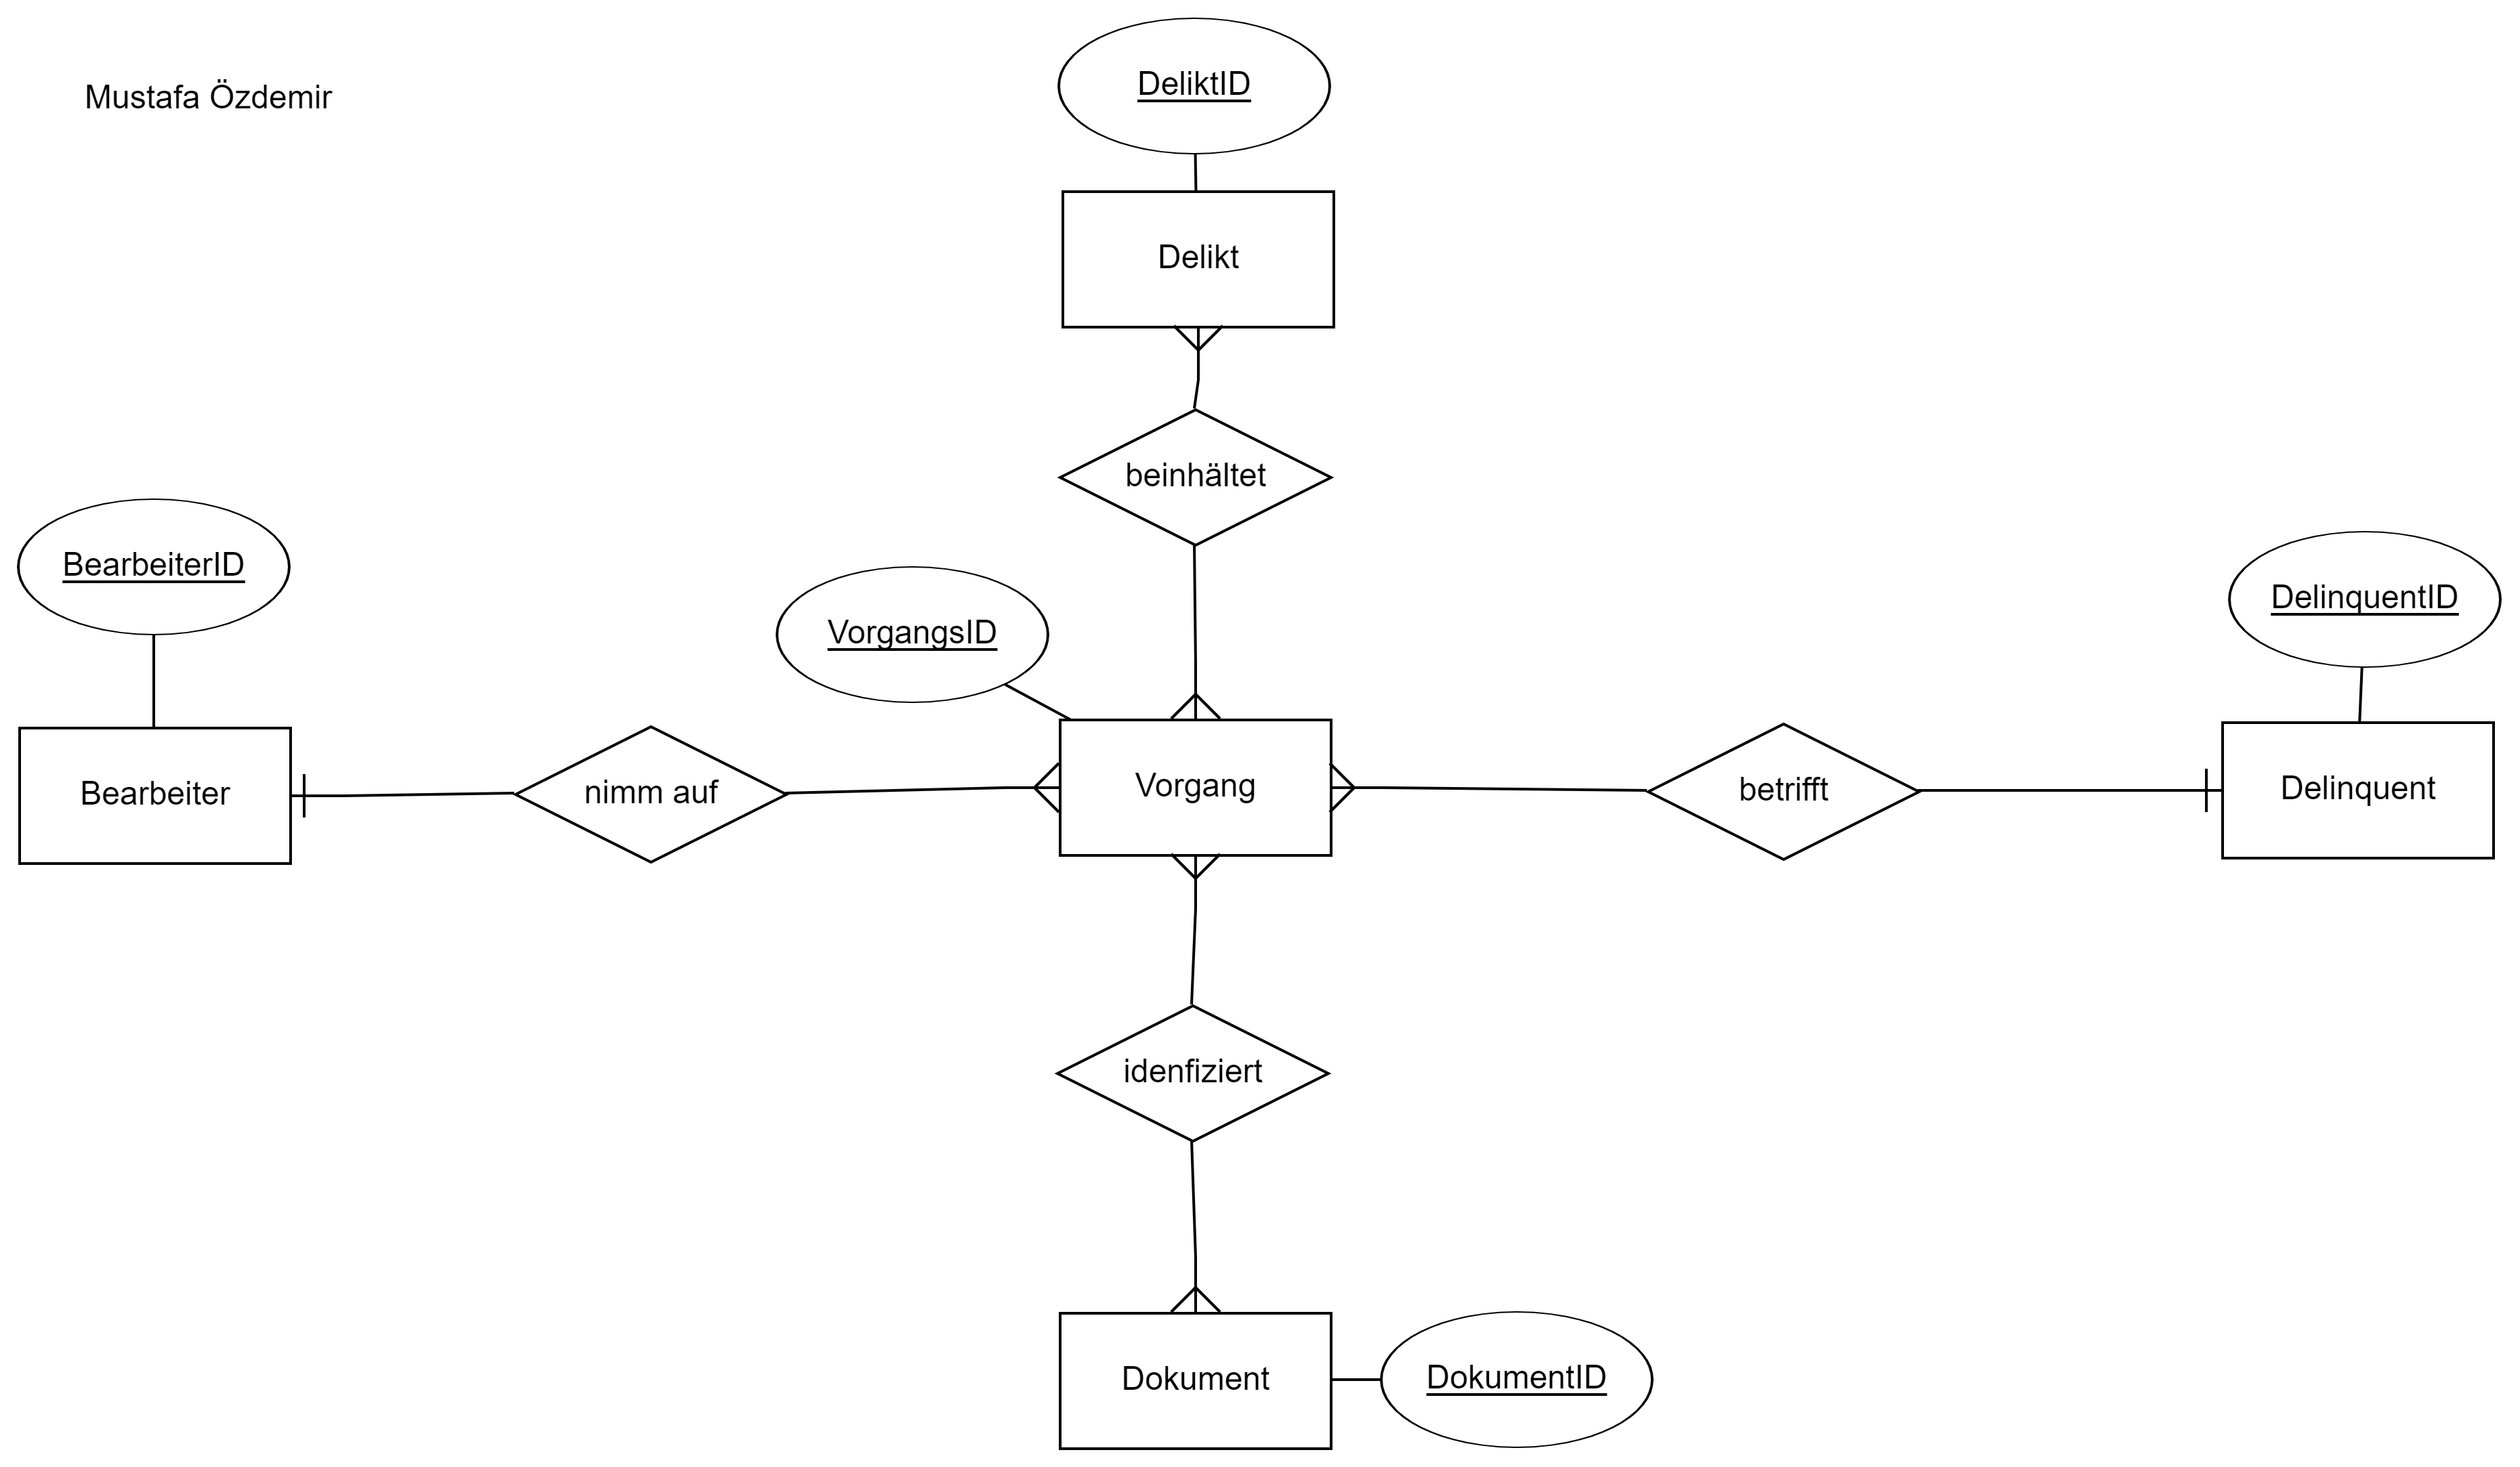 Mustafa Özdemir
DeliktID
Delikt
beinhältet
BearbeiterID
VorgangsID
DelinquentID
Bearbeiter
nimm auf
Vorgang
betrifft
Delinquent
idenfiziert
Dokument
DokumentID